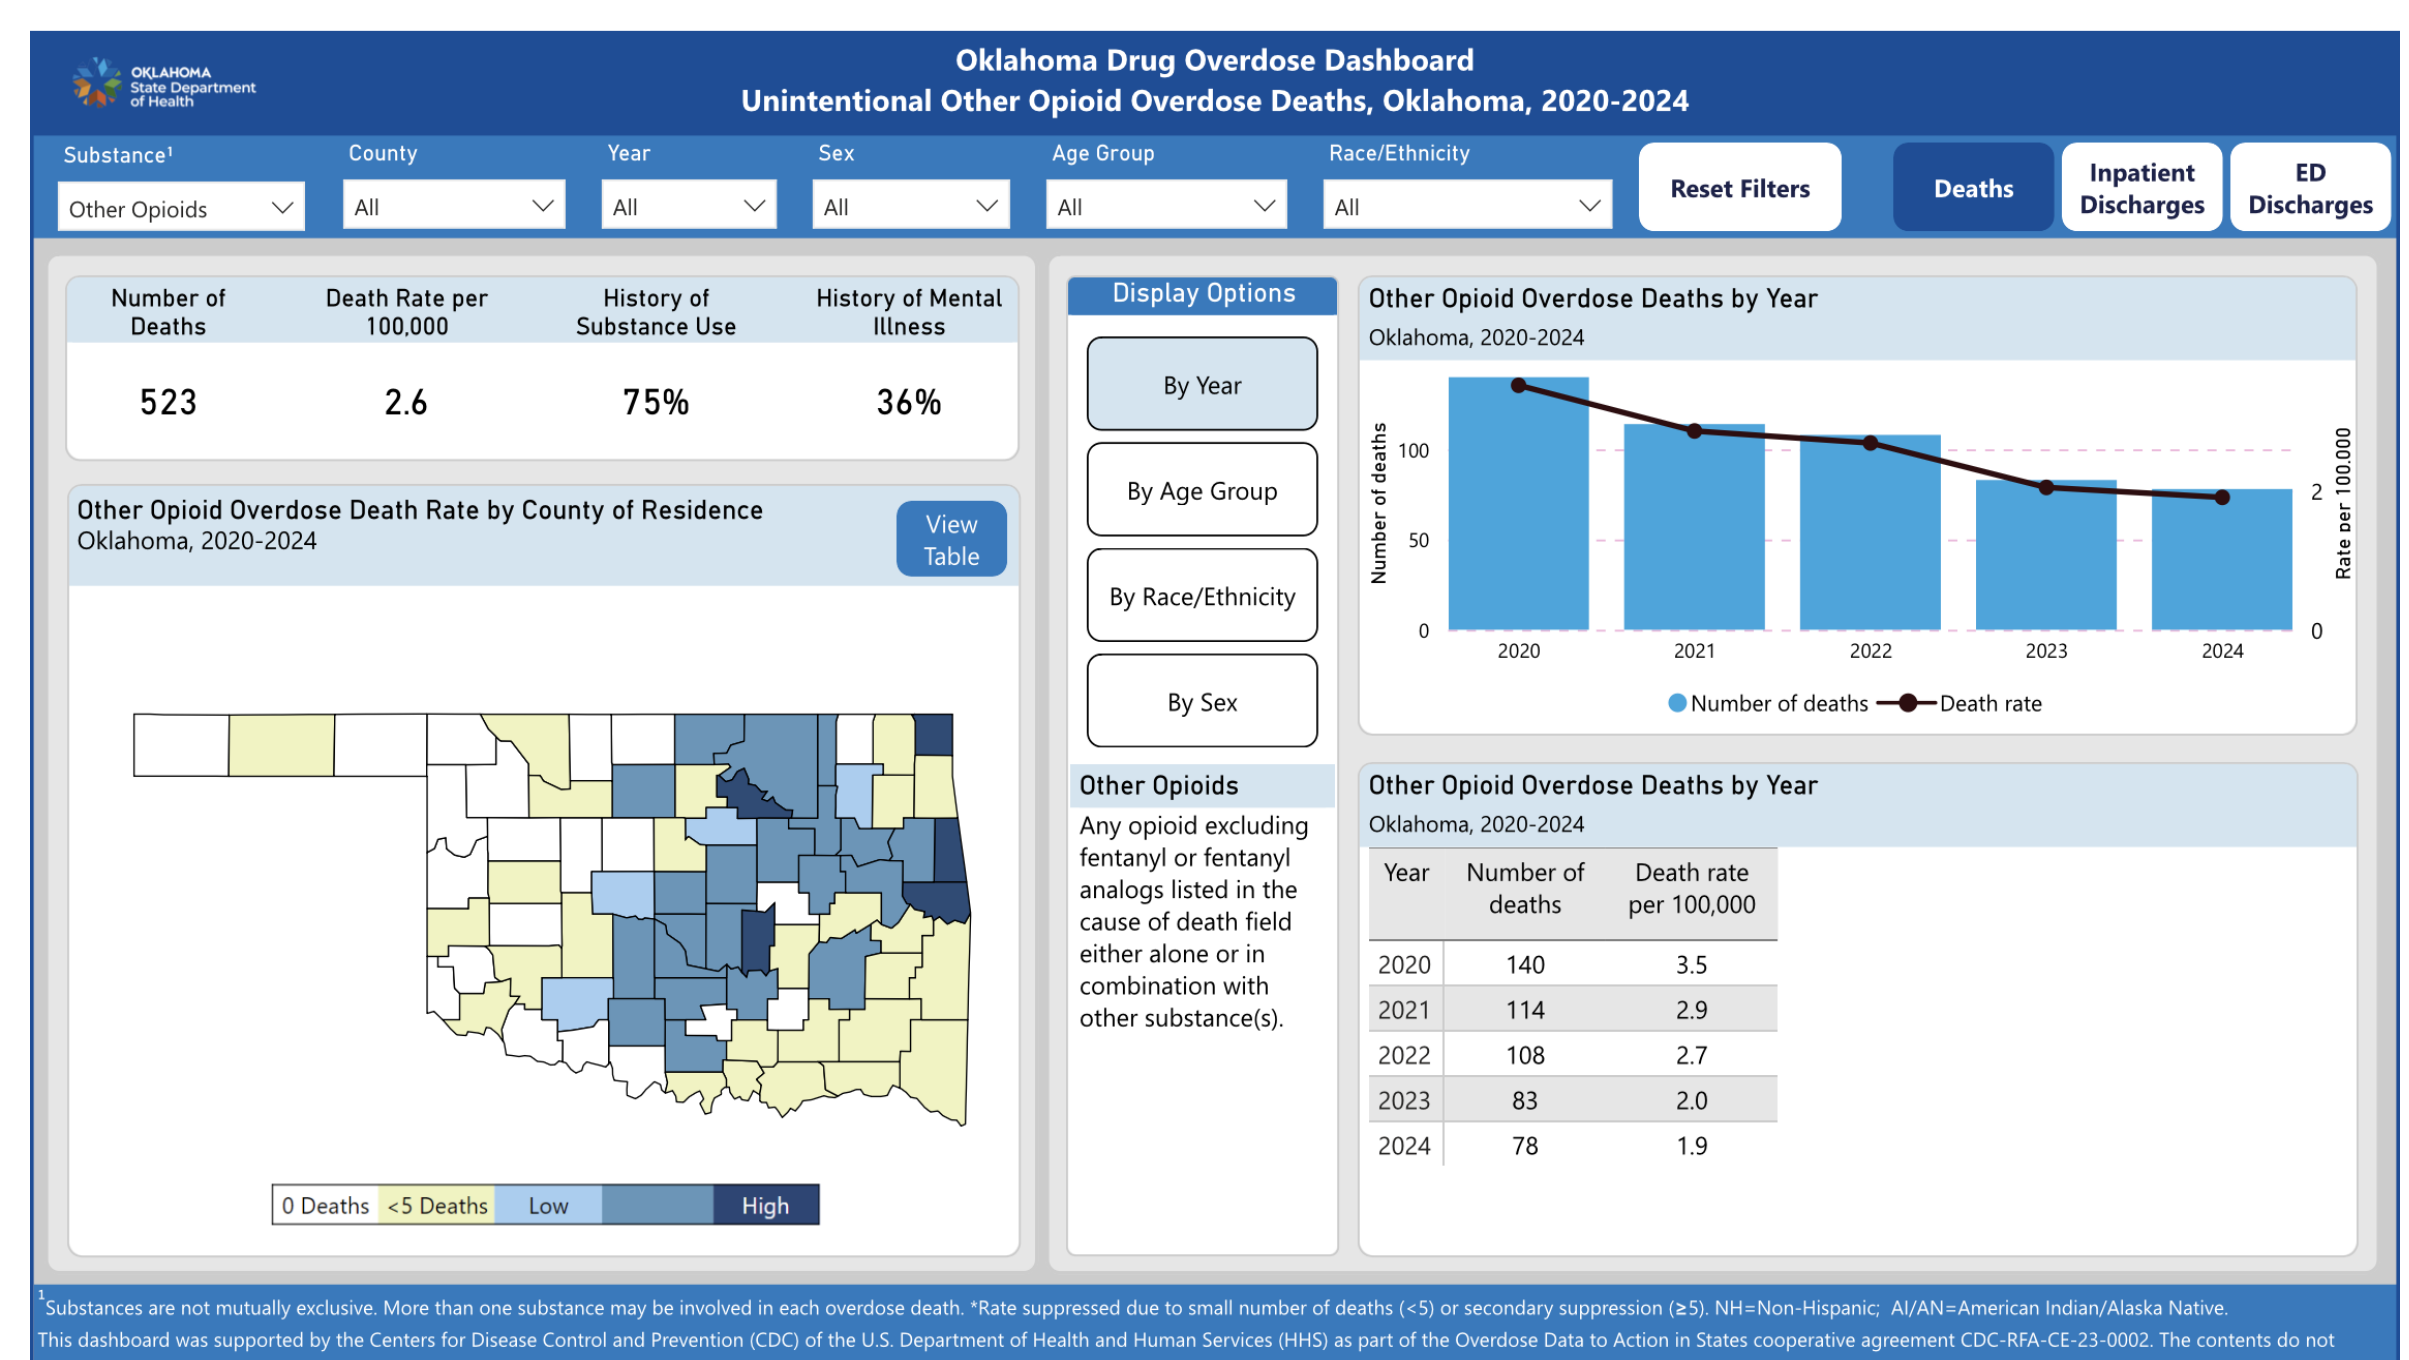 Oklahoma Drug Overdose Dashboard
Unintentional Other Opioid Overdose Deaths, Oklahoma, 2020-2024
OKLAHOMA
State Department
of Health
Substance¹
Other Opioids
County
All
Year
All
Sex
All
Age Group
All
Race/Ethnicity
All
Reset Filters
Deaths
Inpatient
Discharges
ED
Discharges
Number of
Deaths
523
Death Rate per
100,000
2.6
History of
Substance Use
75%
History of Mental
Illness
36%
Other Opioid Overdose Death Rate by County of Residence
Oklahoma, 2020-2024
View
Table
0 Deaths <5 Deaths Low High
Display Options
By Year
By Age Group
By Race/Ethnicity
By Sex
Other Opioids
Any opioid excluding
fentanyl or fentanyl
analogs listed in the
cause of death field
either alone or in
combination with
other substance(s).
Other Opioid Overdose Deaths by Year
Oklahoma, 2020-2024
Number of deaths
100
50
0
2
0
Rate per 100,000
2020 2021 2022 2023 2024
Number of deaths Death rate
Other Opioid Overdose Deaths by Year
Oklahoma, 2020-2024
Year Number of deaths Death rate per 100,000
2020 140 3.5
2021 114 2.9
2022 108 2.7
2023 83 2.0
2024 78 1.9
¹Substances are not mutually exclusive. More than one substance may be involved in each overdose death. *Rate suppressed due to small number of deaths (<5) or secondary suppression (≥5). NH=Non-Hispanic; AI/AN=American Indian/Alaska Native.
This dashboard was supported by the Centers for Disease Control and Prevention (CDC) of the U.S. Department of Health and Human Services (HHS) as part of the Overdose Data to Action in States cooperative agreement CDC-RFA-CE-23-0002. The contents do not